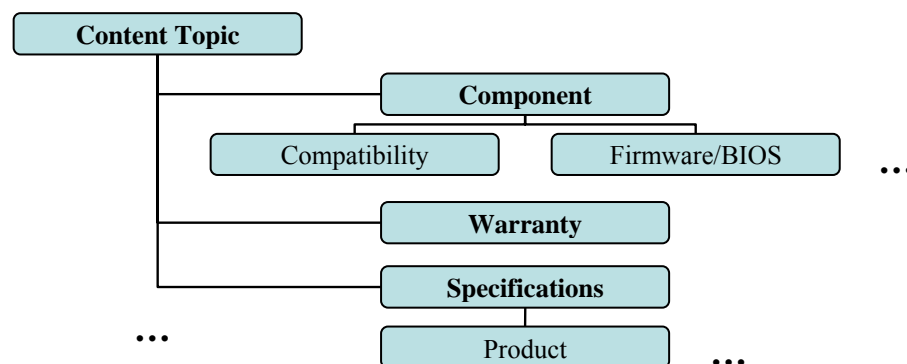 Content Topic
Component
Compatibility
Firmware/BIOS
...
Warranty
Specifications
...
Product
...